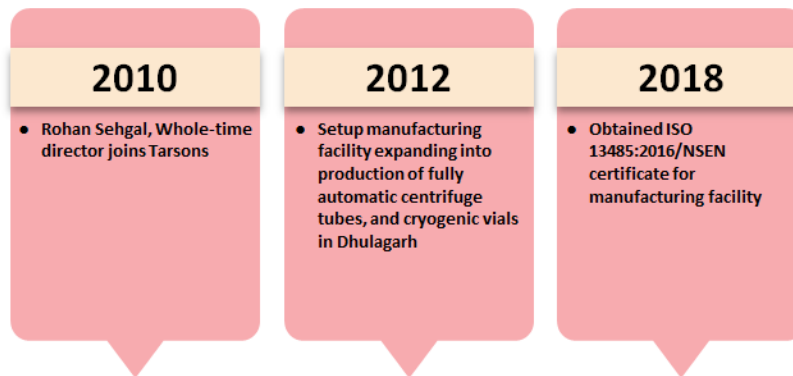 2010
● Rohan Sehgal, Whole-time
director joins Tarsons
2012
● Setup manufacturing
facility expanding into
production of fully
automatic centrifuge
tubes, and cryogenic vials
in Dhulagarh
2018
● Obtained ISO
13485:2016/NSEN
certificate for
manufacturing facility